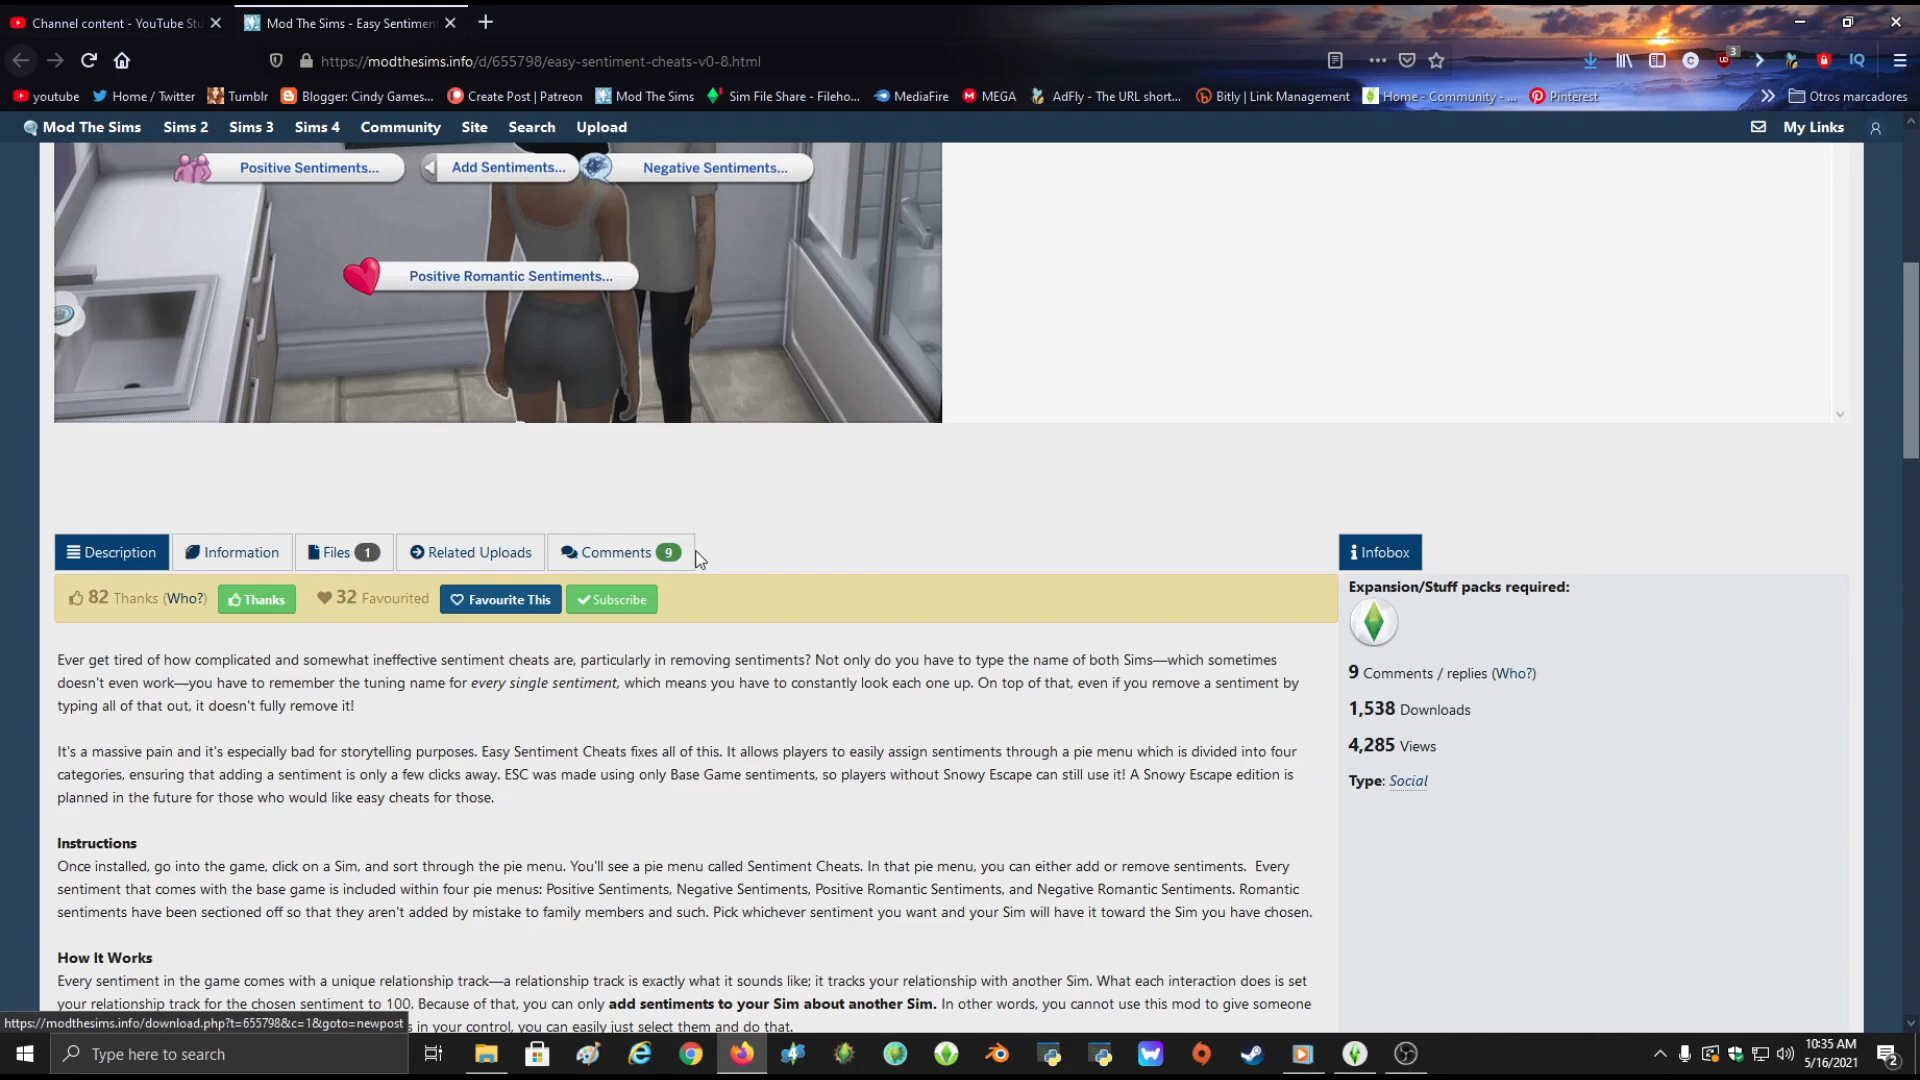 Channel content - YouTube Stu
Mod The Sims - Easy Sentiment
https://modthesims.info/d/655798/easy-sentiment-cheats-v0-8.html
3
IQ
youtube
Home / Twitter
Tumblr
Blogger: Cindy Games...
Create Post | Patreon
Mod The Sims
Sim File Share - Fileho...
MediaFire
MEGA
AdFly - The URL short...
Bitly | Link Management
Home - Community - ...
Pinterest
Otros marcadores
Mod The Sims
Sims 2
Sims 3
Sims 4
Community
Site
Search
Upload
My Links
Positive Sentiments...
Add Sentiments...
Negative Sentiments...
Positive Romantic Sentiments...
Description
Information
Files 1
Related Uploads
Comments 9
Infobox
82 Thanks (Who?)
Thanks
32 Favourited
Favourite This
Subscribe
Expansion/Stuff packs required:
9 Comments / replies (Who?)
1,538 Downloads
4,285 Views
Type: Social
Ever get tired of how complicated and somewhat ineffective sentiment cheats are, particularly in removing sentiments? Not only do you have to type the name of both Sims—which sometimes
doesn't even work—you have to remember the tuning name for every single sentiment, which means you have to constantly look each one up. On top of that, even if you remove a sentiment by
typing all of that out, it doesn't fully remove it!
It's a massive pain and it's especially bad for storytelling purposes. Easy Sentiment Cheats fixes all of this. It allows players to easily assign sentiments through a pie menu which is divided into four
categories, ensuring that adding a sentiment is only a few clicks away. ESC was made using only Base Game sentiments, so players without Snowy Escape can still use it! A Snowy Escape edition is
planned in the future for those who would like easy cheats for those.
Instructions
Once installed, go into the game, click on a Sim, and sort through the pie menu. You'll see a pie menu called Sentiment Cheats. In that pie menu, you can either add or remove sentiments. Every
sentiment that comes with the base game is included within four pie menus: Positive Sentiments, Negative Sentiments, Positive Romantic Sentiments, and Negative Romantic Sentiments. Romantic
sentiments have been sectioned off so that they aren't added by mistake to family members and such. Pick whichever sentiment you want and your Sim will have it toward the Sim you have chosen.
How It Works
Every sentiment in the game comes with a unique relationship track—a relationship track is exactly what it sounds like; it tracks your relationship with another Sim. What each interaction does is set
your relationship track for the chosen sentiment to 100. Because of that, you can only add sentiments to your Sim about another Sim. In other words, you cannot use this mod to give someone
s in your control, you can easily just select them and do that.
https://modthesims.info/download.php?t=655798&c=1&goto=newpost
Type here to search
10:35 AM
5/16/2021
2